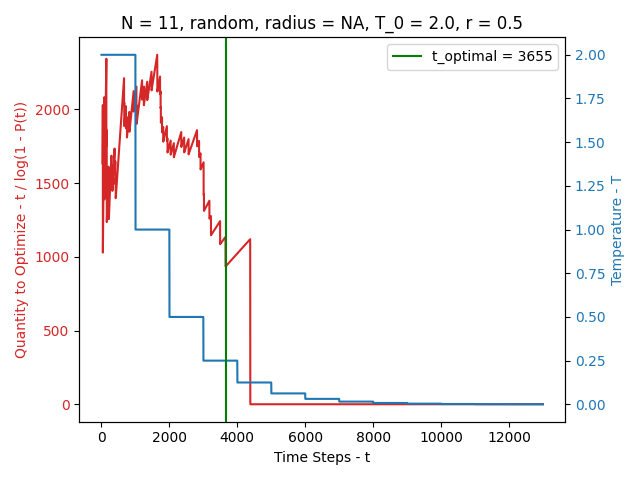 N = 11, random, radius = NA, T_0 = 2.0, r = 0.5
t_optimal = 3655
Quantity to Optimize - t / log(1 - P(t))
2000
1500
1000
500
0
2.00
1.75
1.50
1.25
1.00
0.75
0.50
0.25
0.00
Temperature - T
0 2000 4000 6000 8000 10000 12000
Time Steps - t